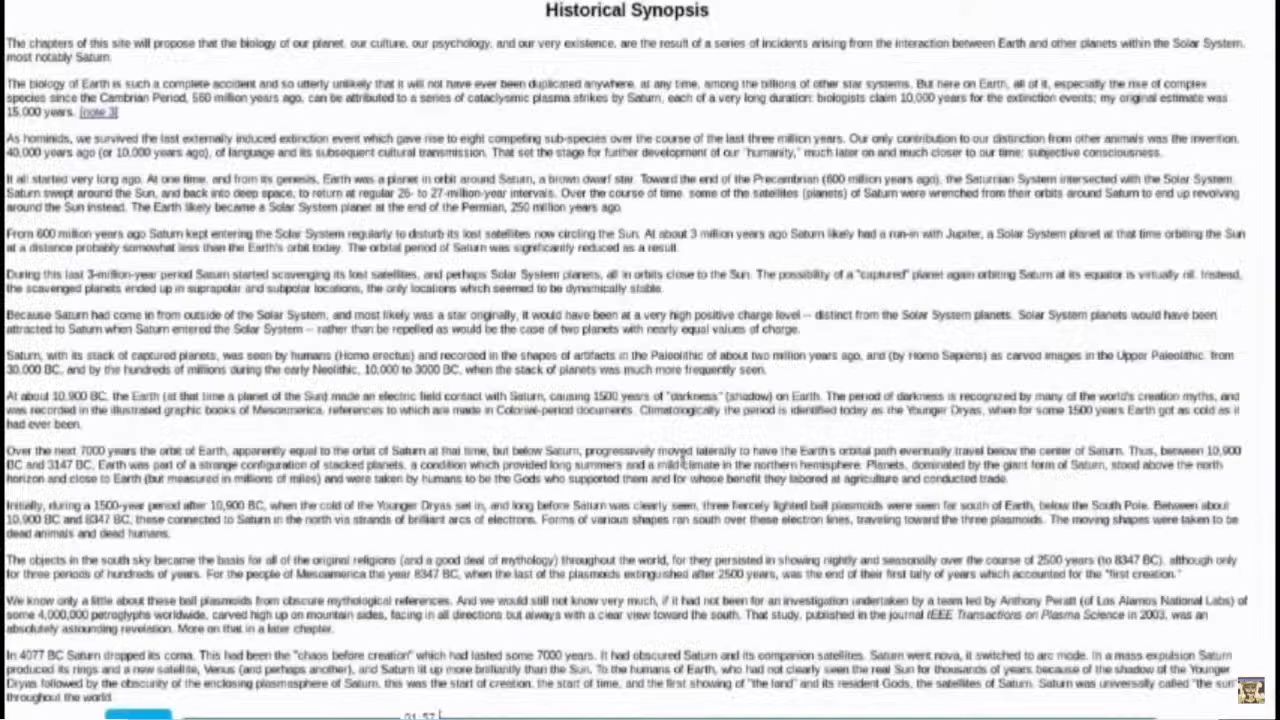 Historical Synopsis
The chapters of this site will propose that the biology of our planet, our culture, our psychology, and our very existence, are the result of a series of incidents arising from the interaction between Earth and other planets within the Solar System,
most notably Saturn.
The biology of Earth is such a complete accident and so utterly unlikely that it will not have ever been duplicated anywhere, at any time, among the billions of other star systems. But here on Earth, all of it, especially the rise of complex
species since the Cambrian Period, 560 million years ago, can be attributed to a series of cataclysmic plasma strikes by Saturn, each of a very long duration: biologists claim 10,000 years for the extinction events; my original estimate was
15,000 years. [note 3]
As hominids, we survived the last externally induced extinction event which gave rise to eight competing sub-species over the course of the last three million years. Our only contribution to our distinction from other animals was the invention,
40,000 years ago (or 10,000 years ago), of language and its subsequent cultural transmission. That set the stage for further development of our "humanity," much later on and much closer to our time: subjective consciousness.
It all started very long ago. At one time, and from its genesis, Earth was a planet in orbit around Saturn, a brown dwarf star. Toward the end of the Precambrian (600 million years ago), the Saturnian System intersected with the Solar System.
Saturn swept around the Sun, and back into deep space, to return at regular 26- to 27-million-year intervals. Over the course of time, some of the satellites (planets) of Saturn were wrenched from their orbits around Saturn to end up revolving
around the Sun instead. The Earth likely became a Solar System planet at the end of the Permian, 250 million years ago.
From 600 million years ago Saturn kept entering the Solar System regularly to disturb its lost satellites now circling the Sun. At about 3 million years ago Saturn likely had a run-in with Jupiter, a Solar System planet at that time orbiting the Sun
at a distance probably somewhat less than the Earth's orbit today. The orbital period of Saturn was significantly reduced as a result.
During this last 3-million-year period Saturn started scavenging its lost satellites, and perhaps Solar System planets, all in orbits close to the Sun. The possibility of a "captured" planet again orbiting Saturn at its equator is virtually nil. Instead,
the scavenged planets ended up in suprapolar and subpolar locations, the only locations which seemed to be dynamically stable.
Because Saturn had come in from outside of the Solar System, and most likely was a star originally, it would have been at a very high positive charge level -- distinct from the Solar System planets. Solar System planets would have been
attracted to Saturn when Saturn entered the Solar System -- rather than be repelled as would be the case of two planets with nearly equal values of charge.
Saturn, with its stack of captured planets, was seen by humans (Homo erectus) and recorded in the shapes of artifacts in the Paleolithic of about two million years ago, and (by Homo Sapiens) as carved images in the Upper Paleolithic, from
30,000 BC, and by the hundreds of millions during the early Neolithic, 10,000 to 3000 BC, when the stack of planets was much more frequently seen.
At about 10,900 BC, the Earth (at that time a planet of the Sun) made an electric field contact with Saturn, causing 1500 years of "darkness" (shadow) on Earth. The period of darkness is recognized by many of the world's creation myths, and
was recorded in the illustrated graphic books of Mesoamerica, references to which are made in Colonial-period documents. Climatologically the period is identified today as the Younger Dryas, when for some 1500 years Earth got as cold as it
had ever been.
Over the next 7000 years the orbit of Earth, apparently equal to the orbit of Saturn at that time, but below Saturn, progressively moved laterally to have the Earth's orbital path eventually travel below the center of Saturn. Thus, between 10,900
BC and 3147 BC, Earth was part of a strange configuration of stacked planets, a condition which provided long summers and a mild climate in the northern hemisphere. Planets, dominated by the giant form of Saturn, stood above the north
horizon and close to Earth (but measured in millions of miles) and were taken by humans to be the Gods who supported them and for whose benefit they labored at agriculture and conducted trade.
Initially, during a 1500-year period after 10,900 BC, when the cold of the Younger Dryas set in, and long before Saturn was clearly seen, three fiercely lighted ball plasmoids were seen far south of Earth, below the South Pole. Between about
10,900 BC and 8347 BC, these connected to Saturn in the north via strands of brilliant arcs of electrons. Forms of various shapes ran south over these electron lines, traveling toward the three plasmoids. The moving shapes were taken to be
dead animals and dead humans.
The objects in the south sky became the basis for all of the original religions (and a good deal of mythology) throughout the world, for they persisted in showing nightly and seasonally over the course of 2500 years (to 8347 BC), although only
for three periods of hundreds of years. For the people of Mesoamerica the year 8347 BC, when the last of the plasmoids extinguished after 2500 years, was the end of their first tally of years which accounted for the "first creation."
We know only a little about these ball plasmoids from obscure mythological references. And we would still not know very much, if it had not been for an investigation undertaken by a team led by Anthony Peratt (of Los Alamos National Labs) of
some 4,000,000 petroglyphs worldwide, carved high up on mountain sides, facing in all directions but always with a clear view toward the south. That study, published in the journal IEEE Transactions on Plasma Science in 2003, was an
absolutely astounding revelation. More on that in a later chapter.
In 4077 BC Saturn dropped its coma. This had been the "chaos before creation" which had lasted some 7000 years. It had obscured Saturn and its companion satellites. Saturn went nova, it switched to arc mode. In a mass expulsion Saturn
produced its rings and a new satellite, Venus (and perhaps another), and Saturn lit up more brilliantly than the Sun. To the humans of Earth, who had not clearly seen the real Sun for thousands of years because of the shadow of the Younger
Dryas followed by the obscurity of the enclosing plasmasphere of Saturn, this was the start of creation, the start of time, and the first showing of "the land" and its resident Gods, the satellites of Saturn. Saturn was universally called "the sun"
throughout the world.